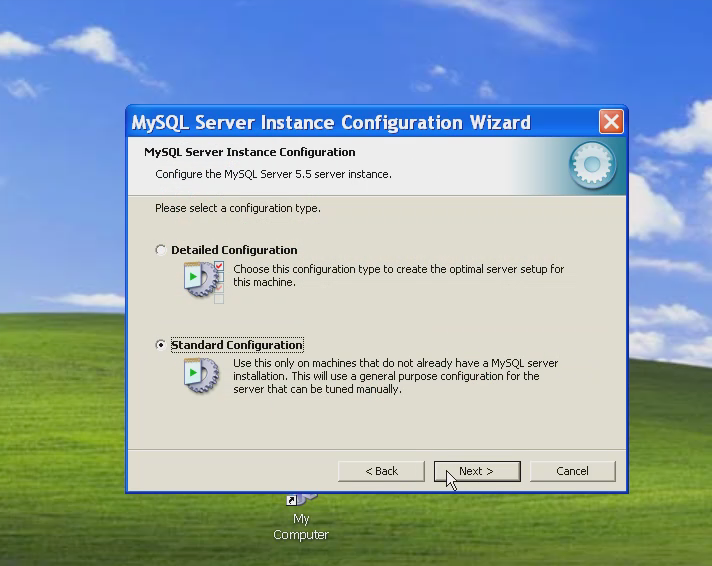 MySQL Server Instance Configuration Wizard
MySQL Server Instance Configuration
Configure the MySQL Server 5.5 server instance.
Please select a configuration type.
Detailed Configuration
Choose this configuration type to create the optimal server setup for
this machine.
Standard Configuration
Use this only on machines that do not already have a MySQL server
installation. This will use a general purpose configuration for the
server that can be tuned manually.
< Back
Next >
Cancel
My
Computer